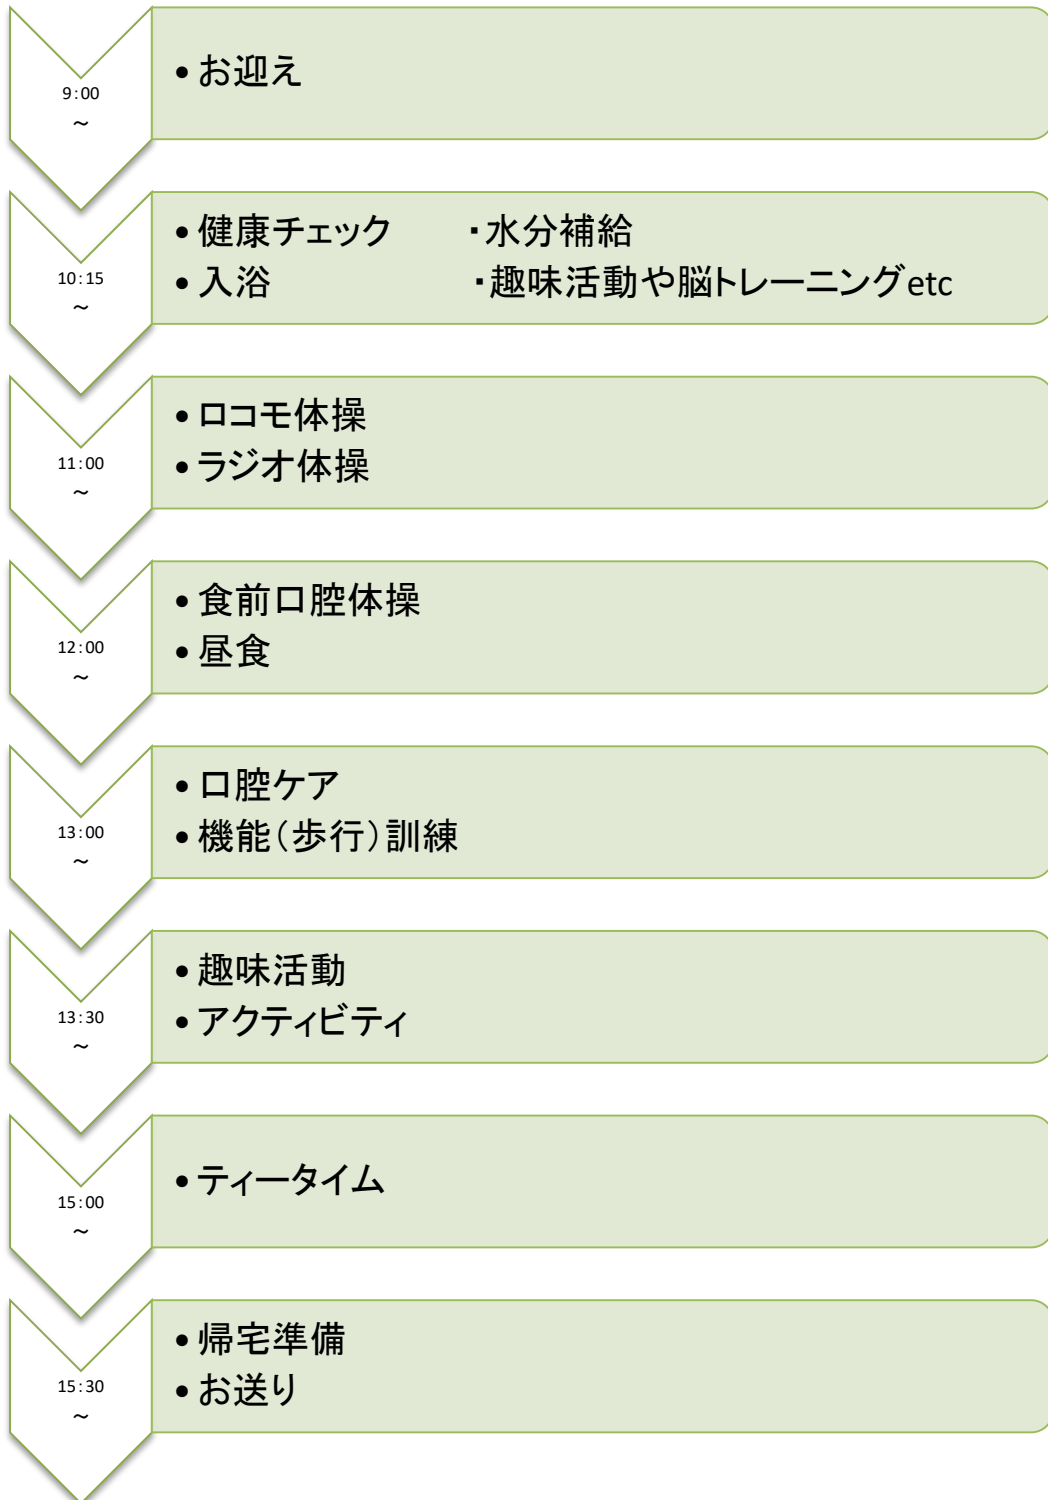 9:00
～
• お迎え
10:15
～
• 健康チェック ・水分補給
• 入浴 ・趣味活動や脳トレーニングetc
11:00
～
• ロコモ体操
• ラジオ体操
12:00
～
• 食前口腔体操
• 昼食
13:00
～
• 口腔ケア
• 機能（歩行）訓練
13:30
～
• 趣味活動
• アクティビティ
15:00
～
• ティータイム
15:30
～
• 帰宅準備
• お送り